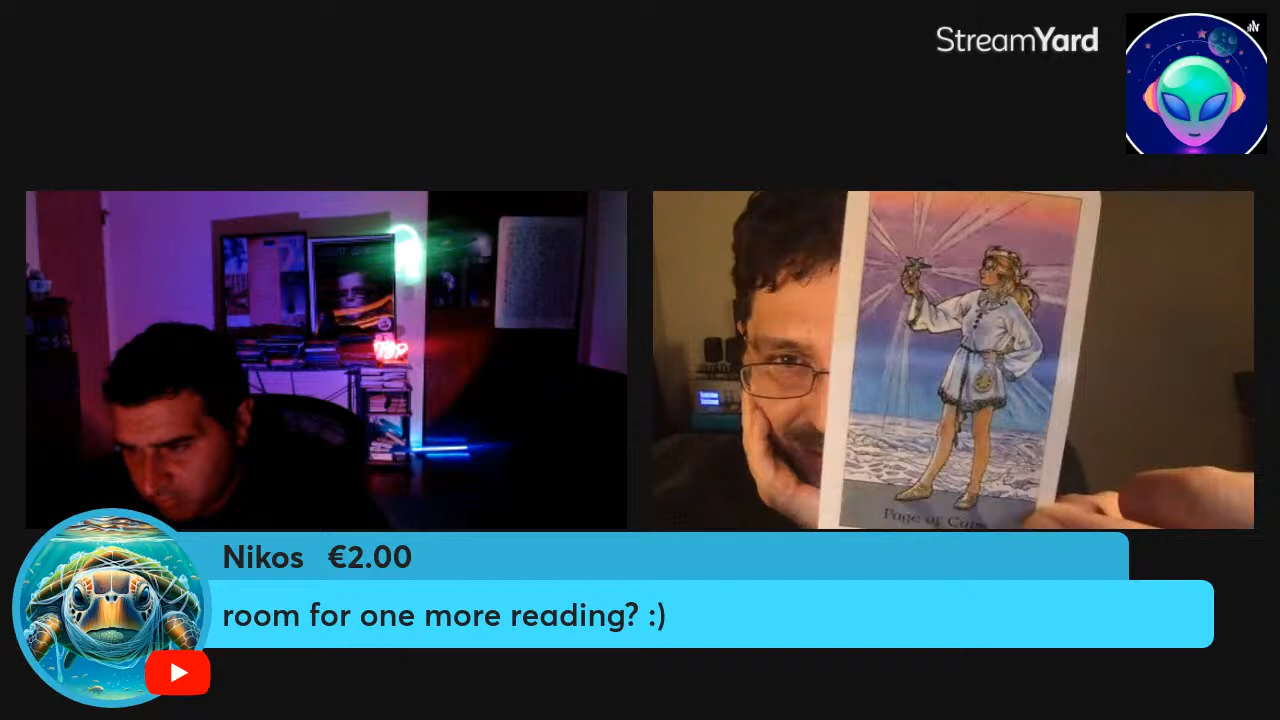 StreamYard
Page of Cups
Nikos €2.00
room for one more reading? :)